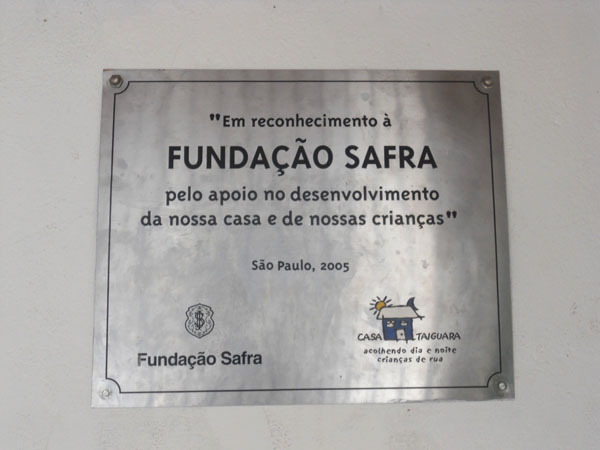 "Em reconhecimento à
FUNDAÇÃO SAFRA
pelo apoio no desenvolvimento
da nossa casa e de nossas crianças"
São Paulo, 2005
Fundação Safra
CASA TAIGUARA
acolhendo dia e noite
crianças de rua